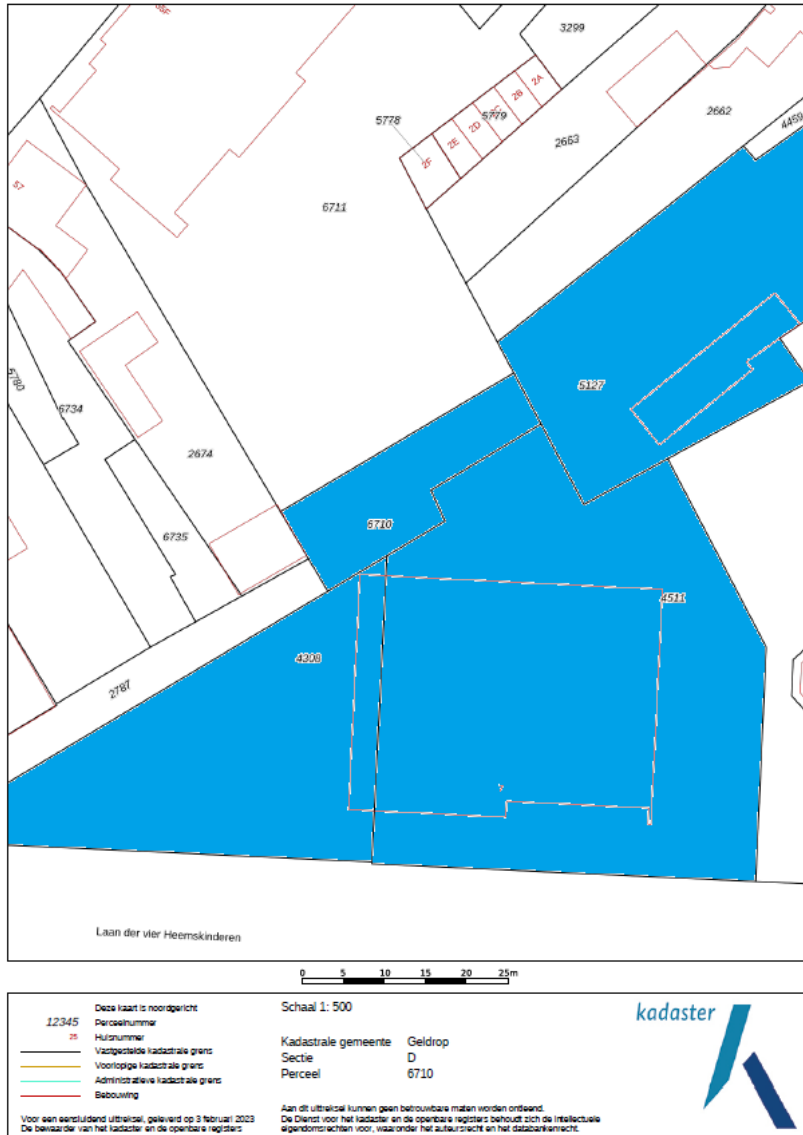 3299
2A
2B
2C
5779
2D
2E
2F
5778
2662
4459
2663
6711
57
5127
5780
6734
2674
6710
6735
4511
4308
2787
Laan der vier Heemskinderen
0 5 10 15 20 25m
Deze kaart is noordgericht
12345 Perceelnummer
25 Huisnummer
Vastgestelde kadastrale grens
Voorlopige kadastrale grens
Administratieve kadastrale grens
Bebouwing
Voor een eensluidend uittreksel, geleverd op 3 februari 2023
De bewaarder van het kadaster en de openbare registers
Schaal 1: 500
Kadastrale gemeente Geldrop
Sectie D
Perceel 6710
Aan dit uittreksel kunnen geen betrouwbare maten worden ontleend.
De Dienst voor het kadaster en de openbare registers behoudt zich de intellectuele
eigendomsrechten voor, waaronder het auteursrecht en het databankenrecht.
kadaster